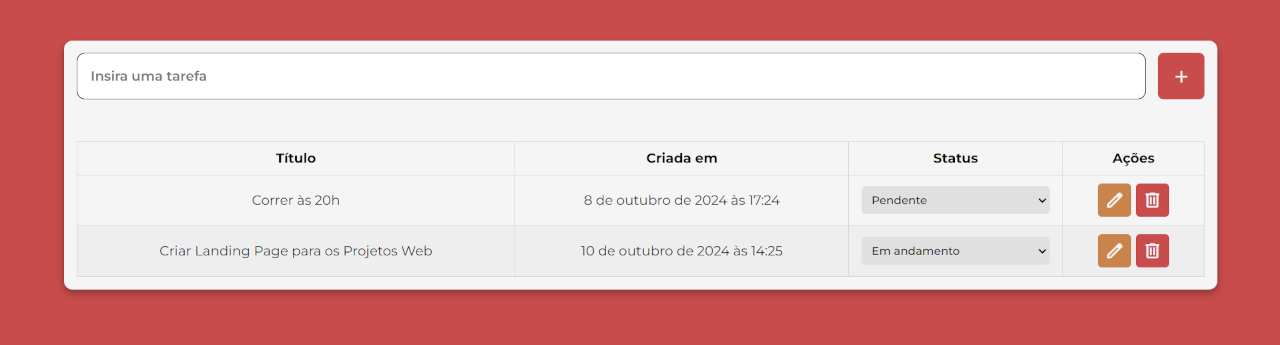 Insira uma tarefa
+
Título Criada em Status Ações
Correr às 20h 8 de outubro de 2024 às 17:24 Pendente
Criar Landing Page para os Projetos Web 10 de outubro de 2024 às 14:25 Em andamento